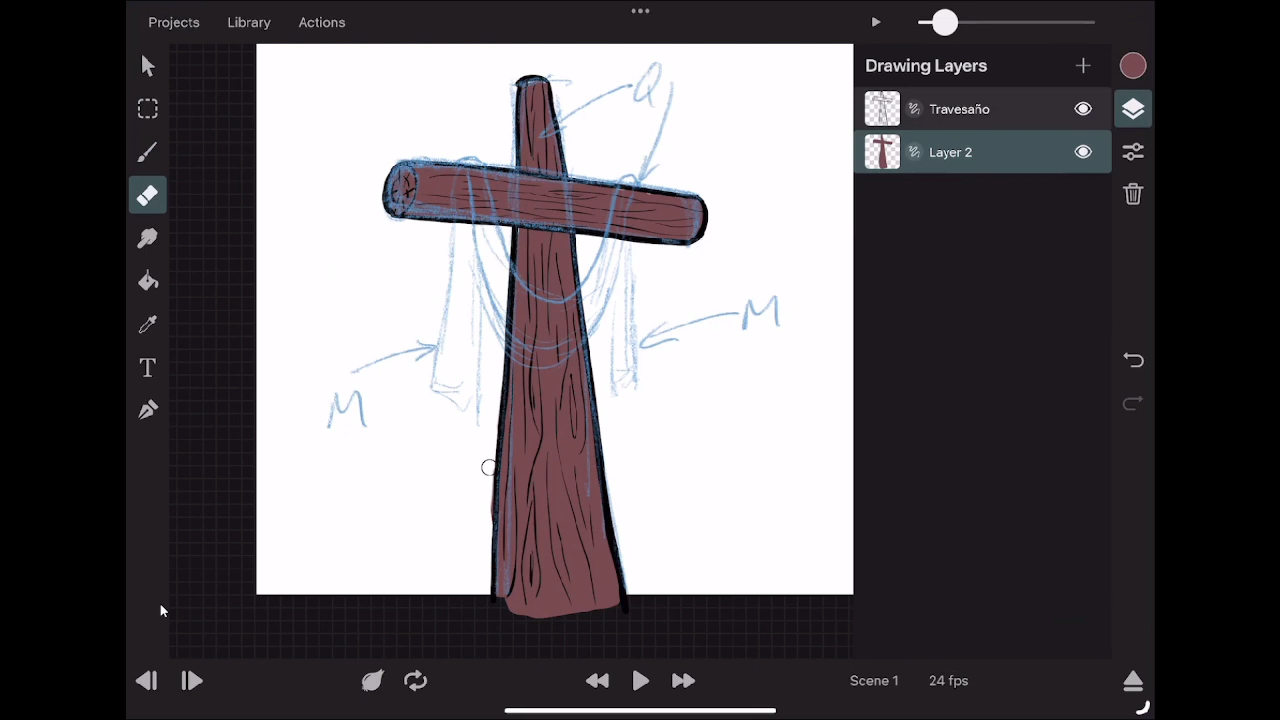 Projects Library Actions
Drawing Layers
Travesaño
Layer 2
Q
M
M
T
Scene 1 24 fps